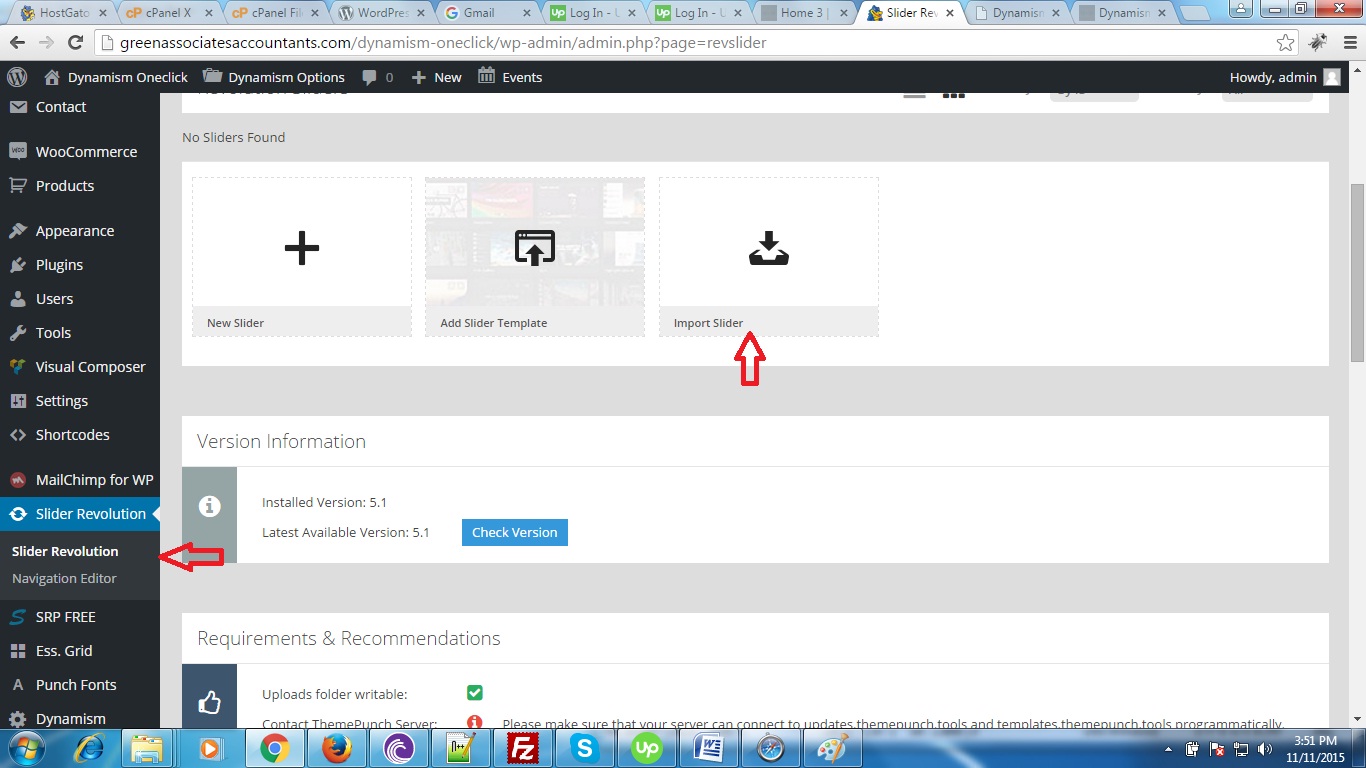 HostGato
cPanel X
cPanel Fil
WordPres
Gmail
Log In - U
Log In - U
Home 3 |
Slider Rev
Dynamism
Dynamism
greenassociatesaccountants.com/dynamism-oneclick/wp-admin/admin.php?page=revslider
Dynamism Oneclick
Dynamism Options
0
New
Events
Howdy, admin
Contact
WooCommerce
Products
Appearance
Plugins
Users
Tools
Visual Composer
Settings
Shortcodes
MailChimp for WP
Slider Revolution
Slider Revolution
Navigation Editor
SRP FREE
Ess. Grid
Punch Fonts
Dynamism
No Sliders Found
New Slider
Add Slider Template
Import Slider
Version Information
Installed Version: 5.1
Latest Available Version: 5.1
Check Version
Requirements & Recommendations
Uploads folder writable:
Contact ThemePunch Server:
Please make sure that your server can connect to updates.themepunch.tools and templates.themepunch.tools programmatically.
3:51 PM
11/11/2015